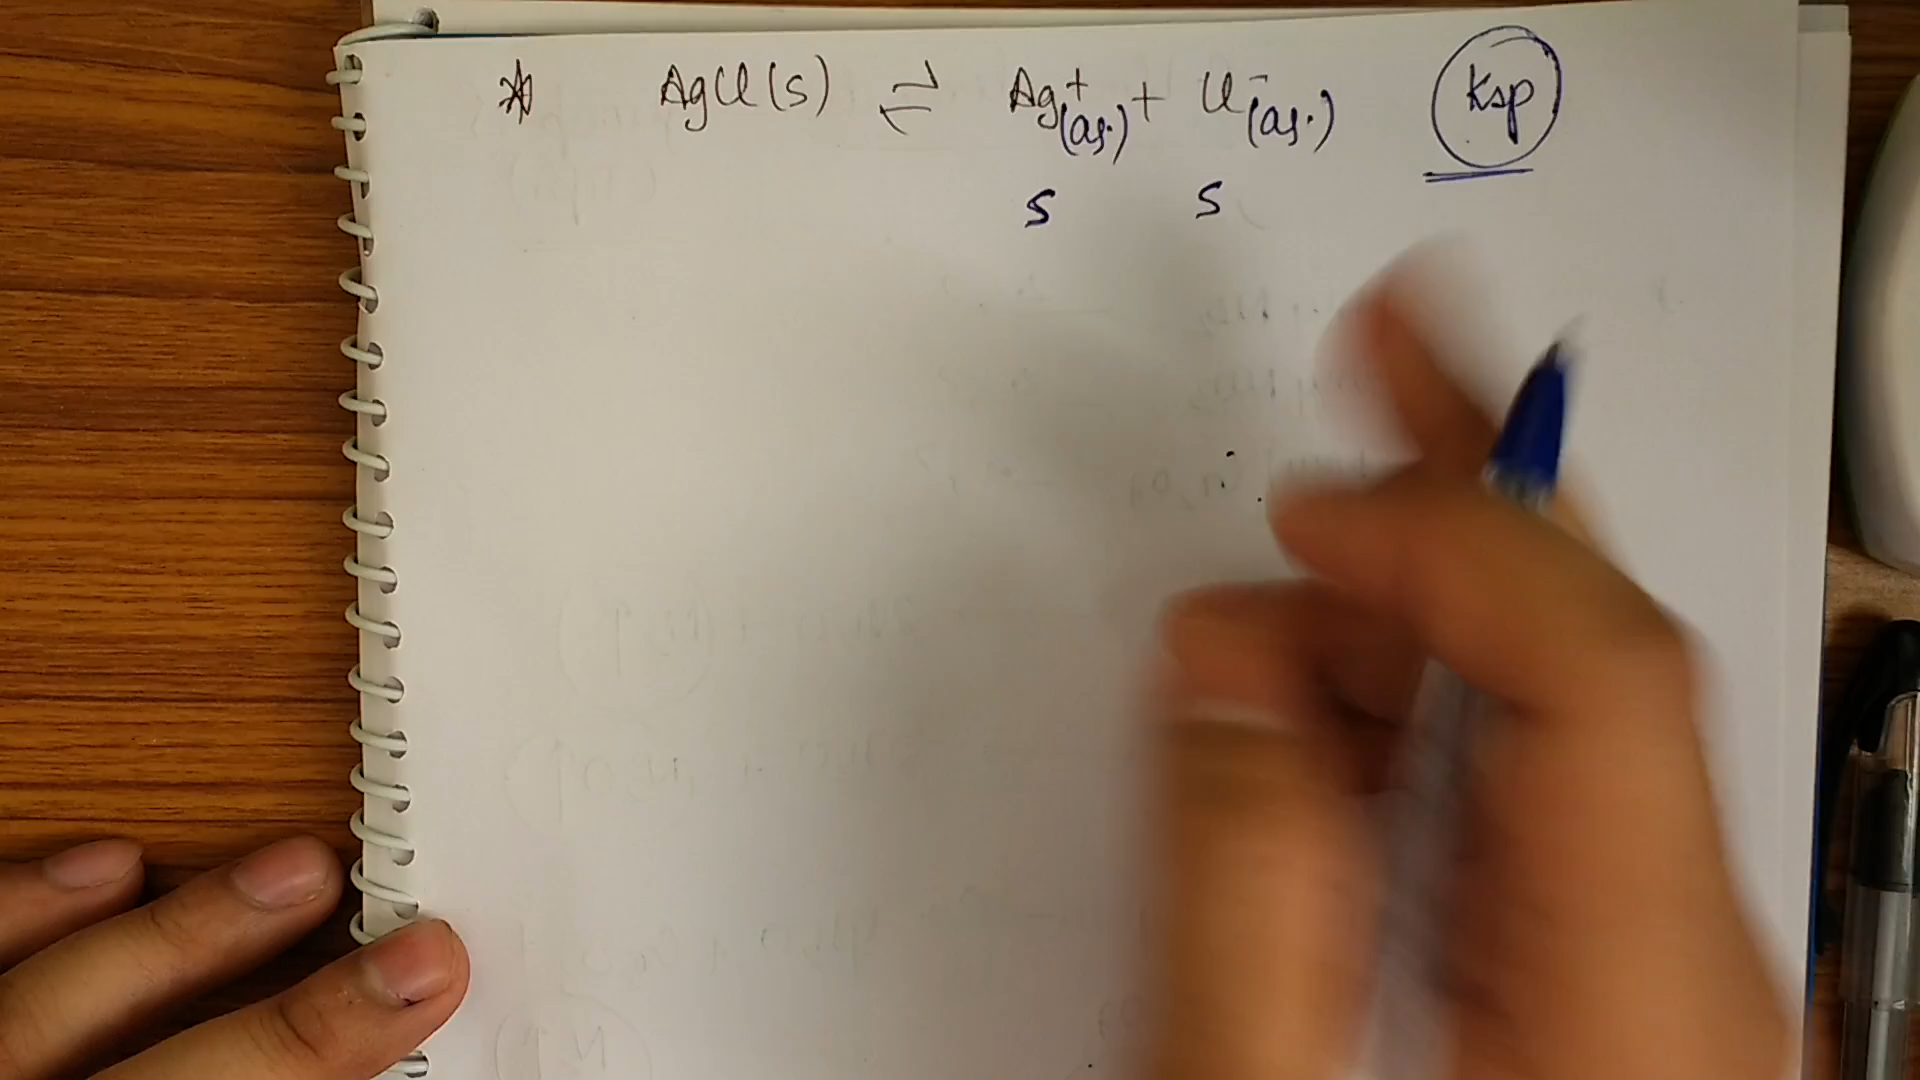 * AgCl(s) ⇌ Ag⁺(aq.) + Cl⁻(aq.) Ksp
s s